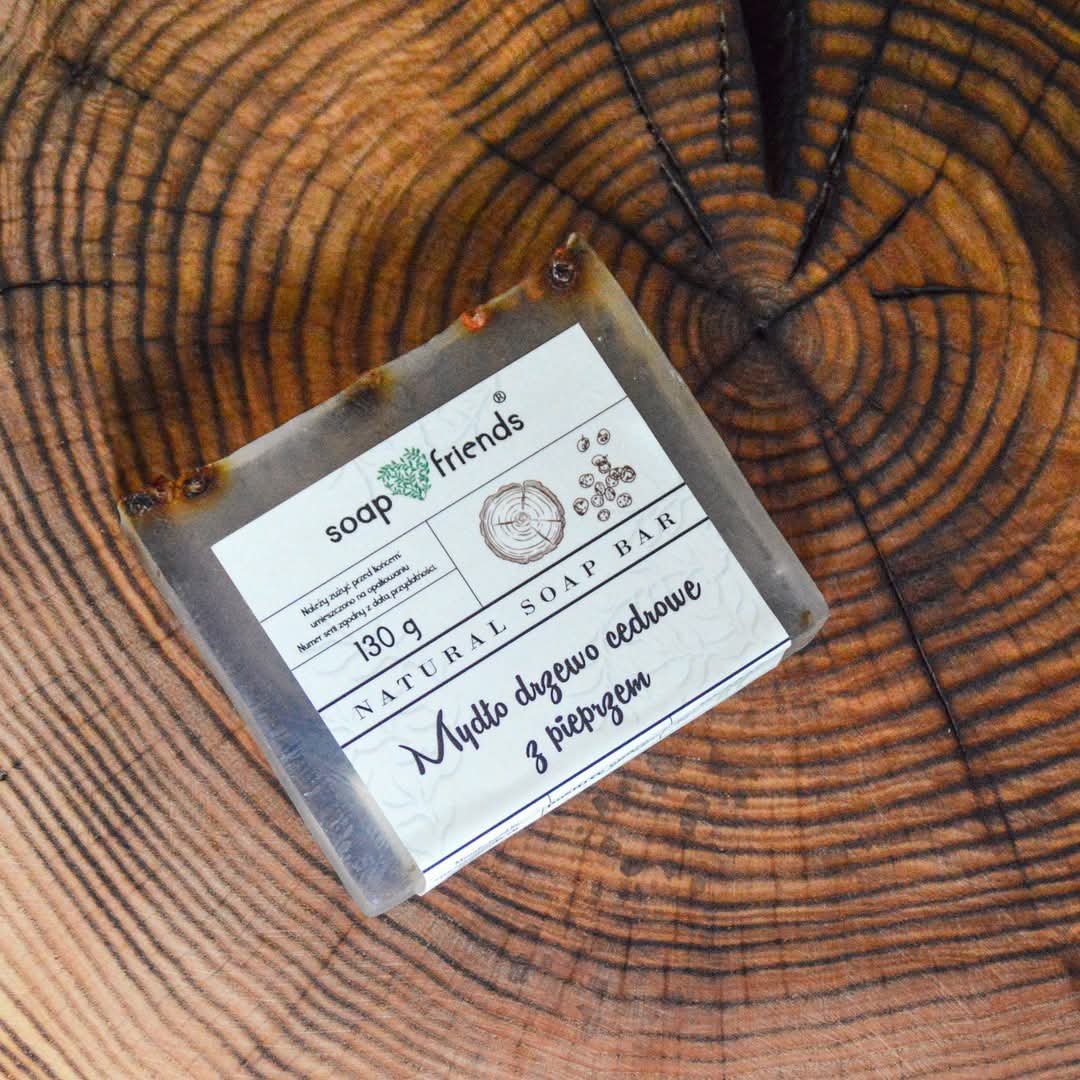 soap friends ®
Należy zużyć przed końcem:
umieszczono na opakowaniu
Numer serii zgodny z datą przydatności.
130 g
NATURAL SOAP BAR
Mydło drzewo cedrowe
z pieprzem